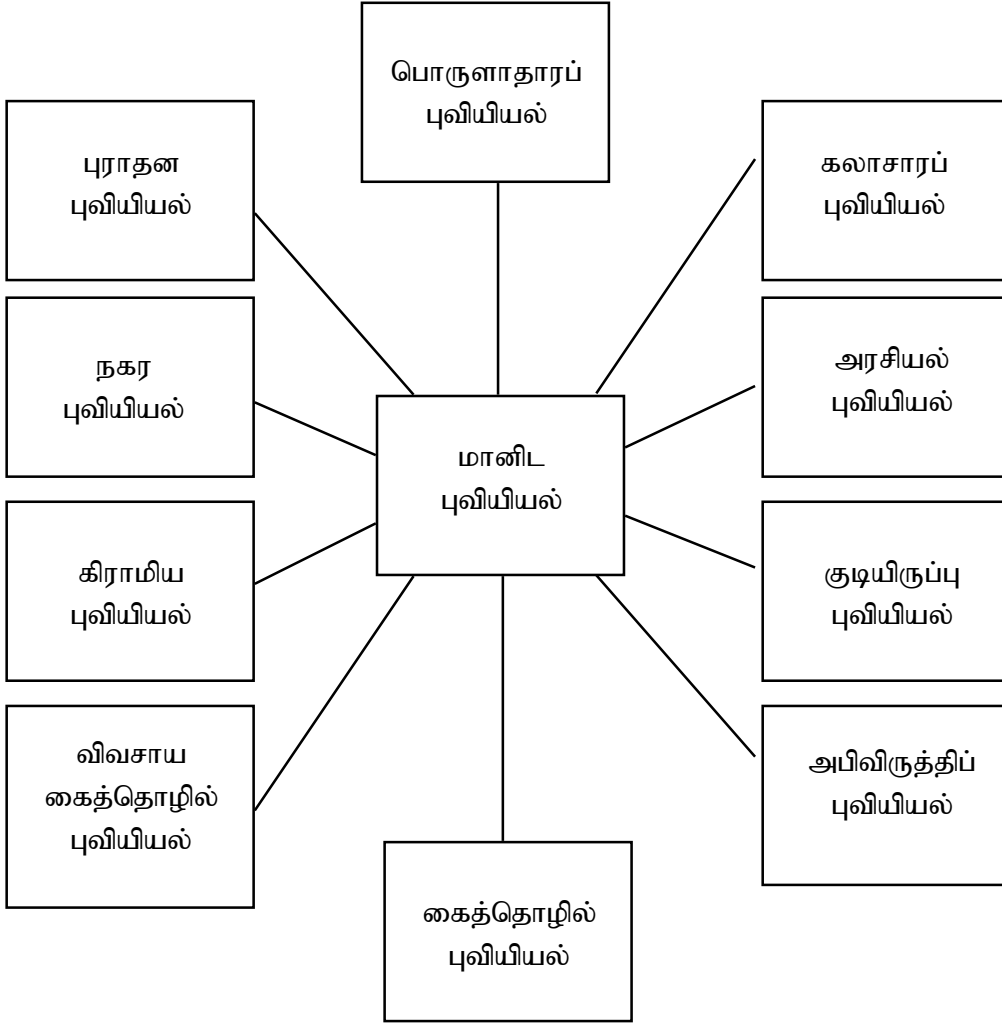 பொருளாதாரப்
புவியியல்
புராதன
புவியியல்
கலாசாரப்
புவியியல்
நகர
புவியியல்
அரசியல்
புவியியல்
மானிட
புவியியல்
கிராமிய
புவியியல்
குடியிருப்பு
புவியியல்
விவசாய
கைத்தொழில்
புவியியல்
அபிவிருத்திப்
புவியியல்
கைத்தொழில்
புவியியல்